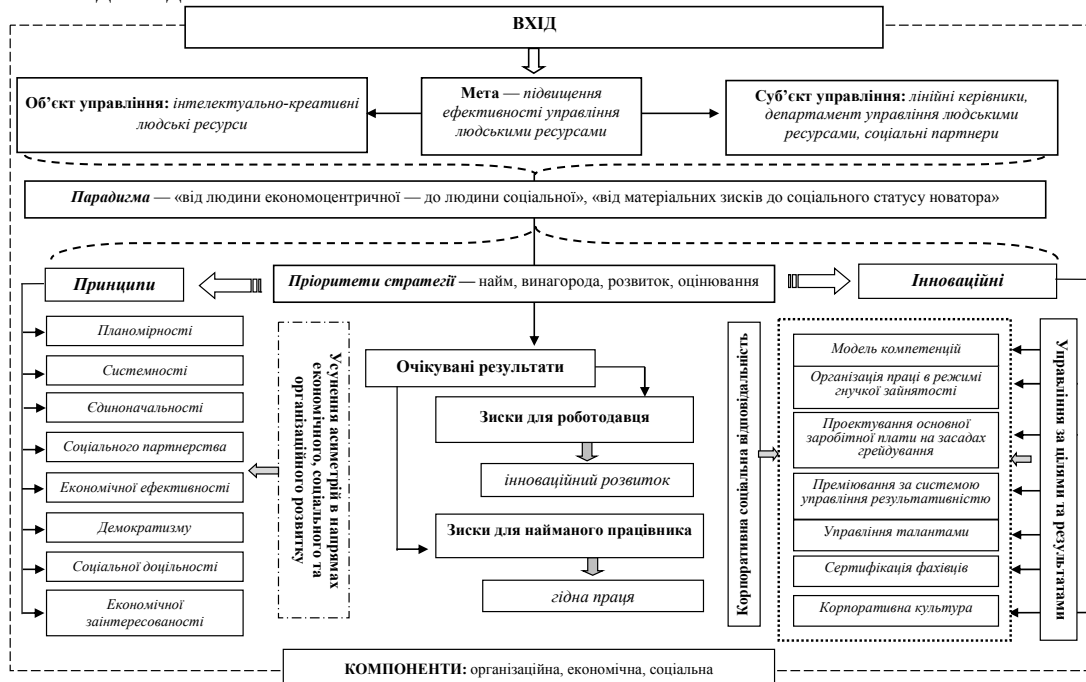 ВХІД
Об’єкт управління: інтелектуально-креативні
людські ресурси
Мета — підвищення
ефективності управління
людськими ресурсами
Суб’єкт управління: лінійні керівники,
департамент управління людськими
ресурсами, соціальні партнери
Парадигма — «від людини економоцентричної — до людини соціальної», «від матеріальних зисків до соціального статусу новатора»
Принципи
Пріоритети стратегії — найм, винагорода, розвиток, оцінювання
Інноваційні
Планомірності
Системності
Єдиноначальності
Соціального партнерства
Економічної ефективності
Демократизму
Соціальної доцільності
Економічної
заінтересованості
Усунення асиметрій в напрямах
економічного, соціального та
організаційного розвитку
Очікувані результати
Зиски для роботодавця
інноваційний розвиток
Зиски для найманого працівника
гідна праця
Корпоративна соціальна відповідальність
Модель компетенцій
Організація праці в режимі
гнучкої зайнятості
Проектування основної
заробітної плати на засадах
грейдування
Преміювання за системою
управління результативністю
Управління талантами
Сертифікація фахівців
Корпоративна культура
Управління за цілями та результатами
КОМПОНЕНТИ: організаційна, економічна, соціальна